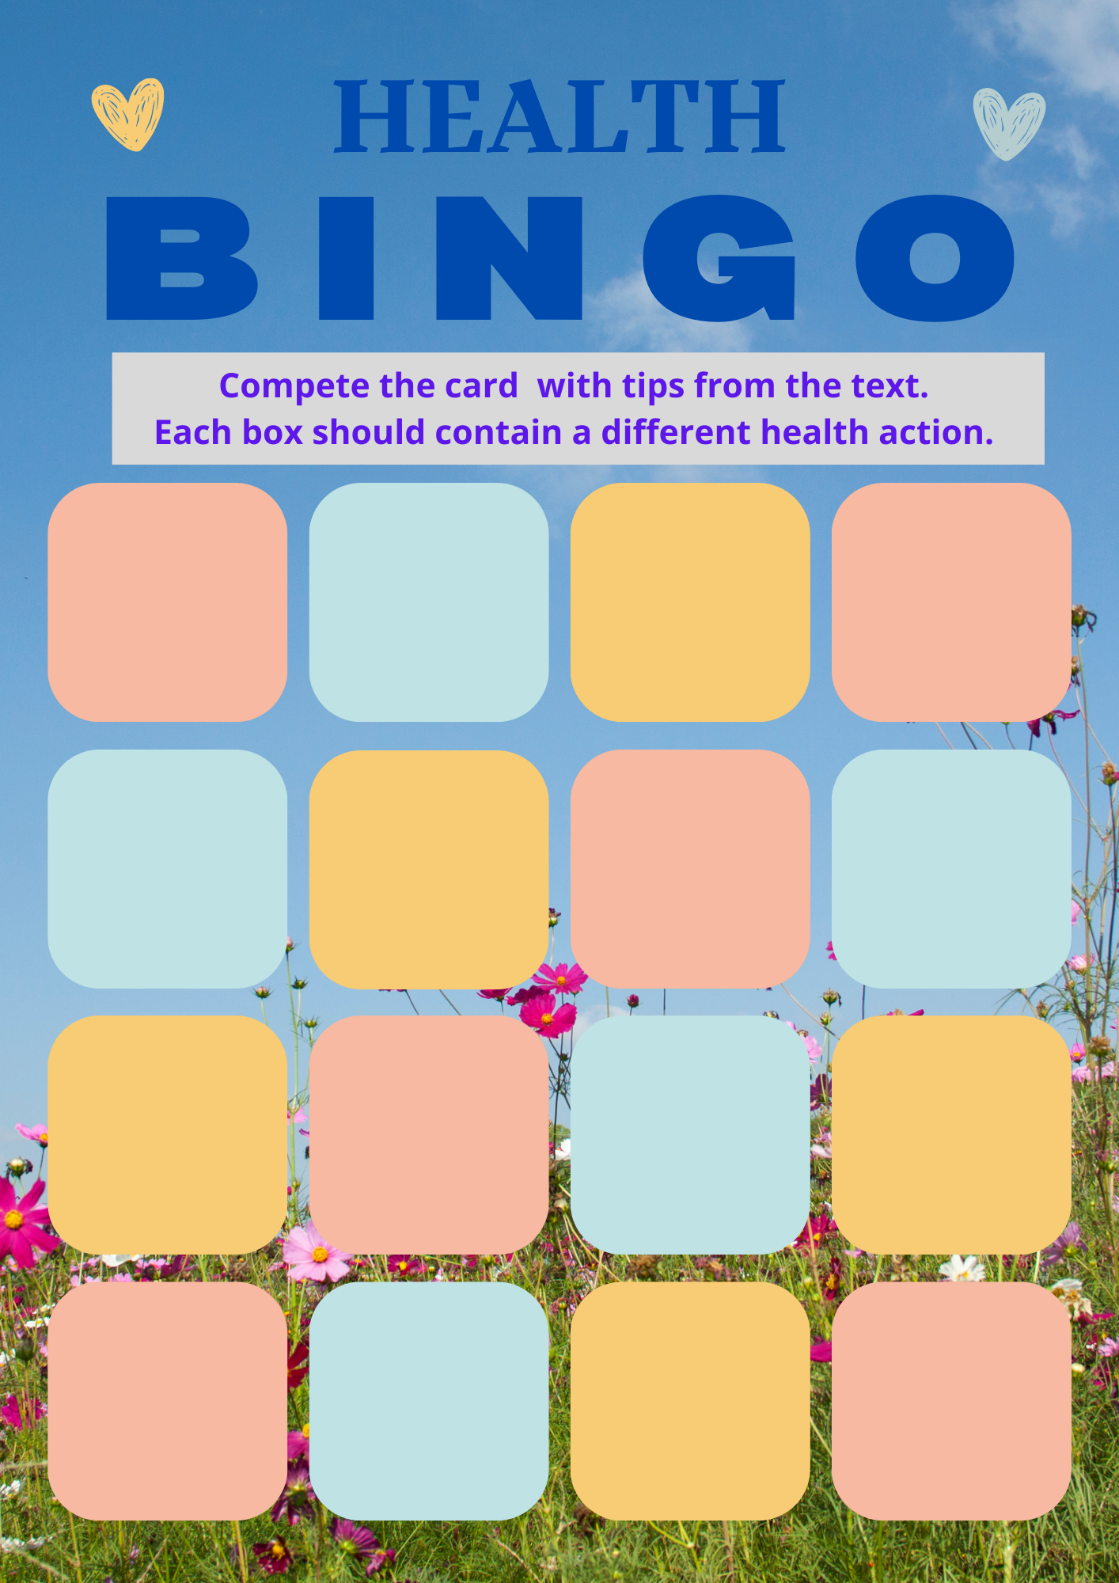 HEALTH
BINGO
Compete the card  with tips from the text.
Each box should contain a different health action.